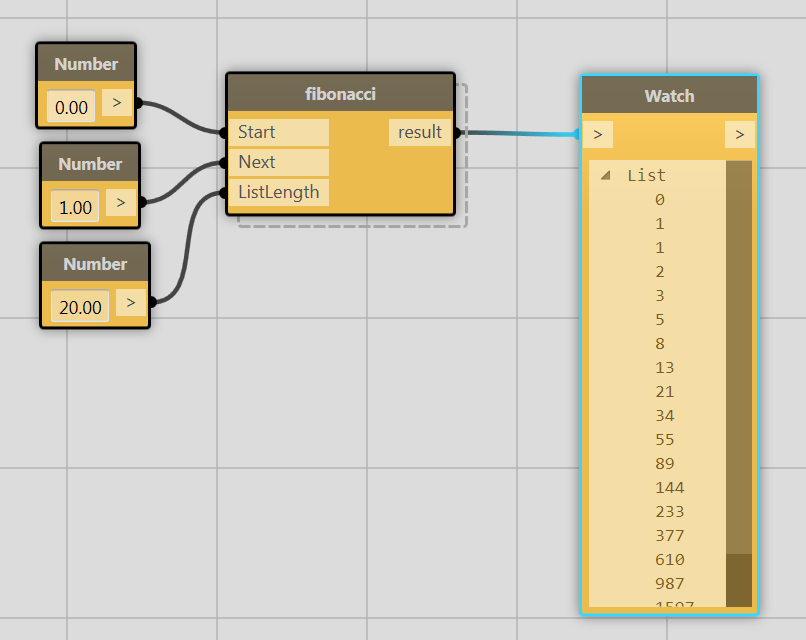 Number
0.00 >
Number
1.00 >
Number
20.00 >
fibonacci
Start result
Next
ListLength
Watch
> >
List
0
1
1
2
3
5
8
13
21
34
55
89
144
233
377
610
987
1597